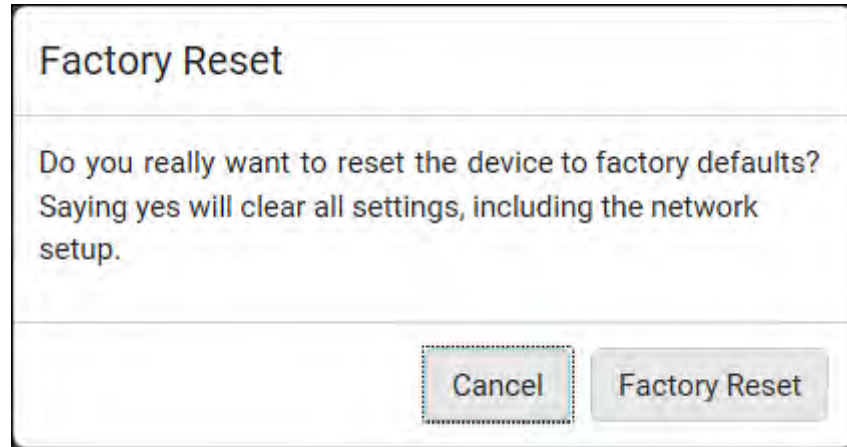 Factory Reset
Do you really want to reset the device to factory defaults?
Saying yes will clear all settings, including the network
setup.
Cancel Factory Reset